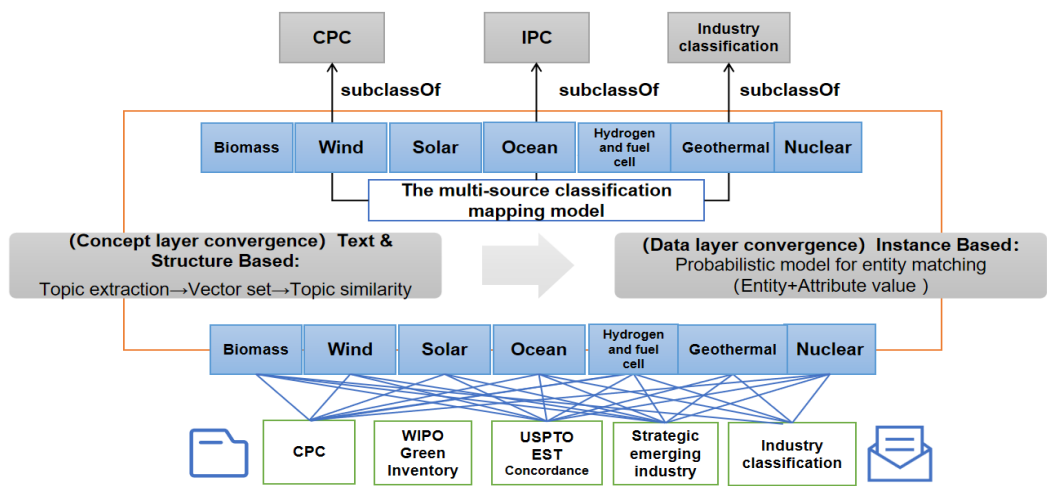 CPC
IPC
Industry
classification
subclassOf
subclassOf
subclassOf
Biomass
Wind
Solar
Ocean
Hydrogen
and fuel
cell
Geothermal
Nuclear
The multi-source classification
mapping model
(Concept layer convergence) Text &
Structure Based:
Topic extraction→Vector set→Topic similarity
(Data layer convergence) Instance Based:
Probabilistic model for entity matching
(Entity+Attribute value )
Biomass
Wind
Solar
Ocean
Hydrogen
and fuel
cell
Geothermal
Nuclear
CPC
WIPO
Green
Inventory
USPTO
EST
Concordance
Strategic
emerging
industry
Industry
classification